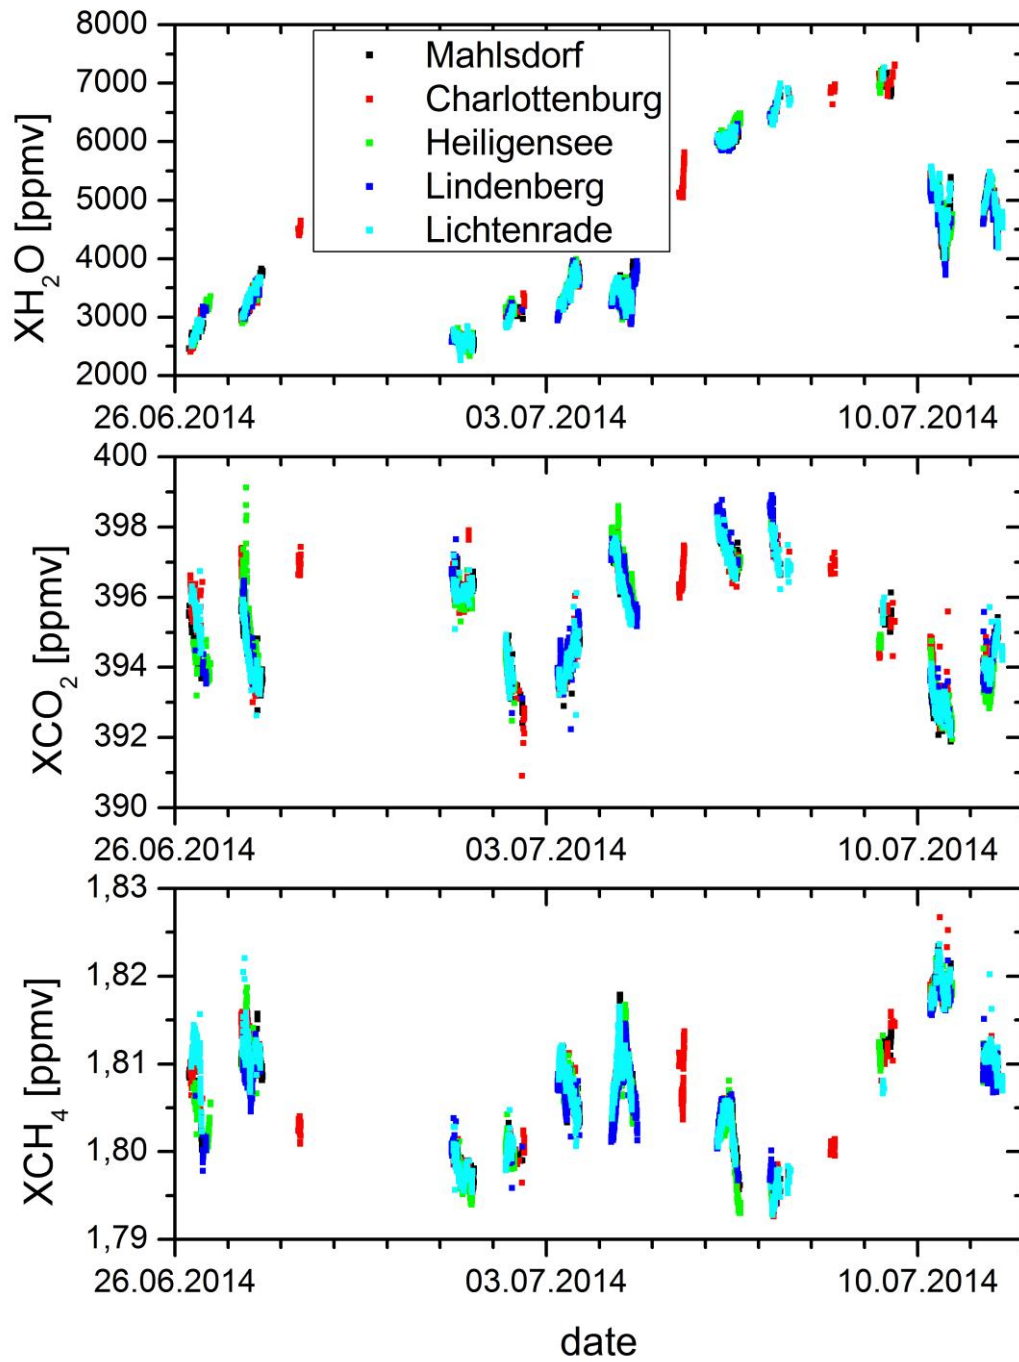 8000
7000
6000
5000
4000
3000
2000
XH₂O [ppmv]
Mahlsdorf
Charlottenburg
Heiligensee
Lindenberg
Lichtenrade
26.06.2014 03.07.2014 10.07.2014
400
398
396
394
392
390
XCO₂ [ppmv]
26.06.2014 03.07.2014 10.07.2014
1,83
1,82
1,81
1,80
1,79
XCH₄ [ppmv]
26.06.2014 03.07.2014 10.07.2014
date